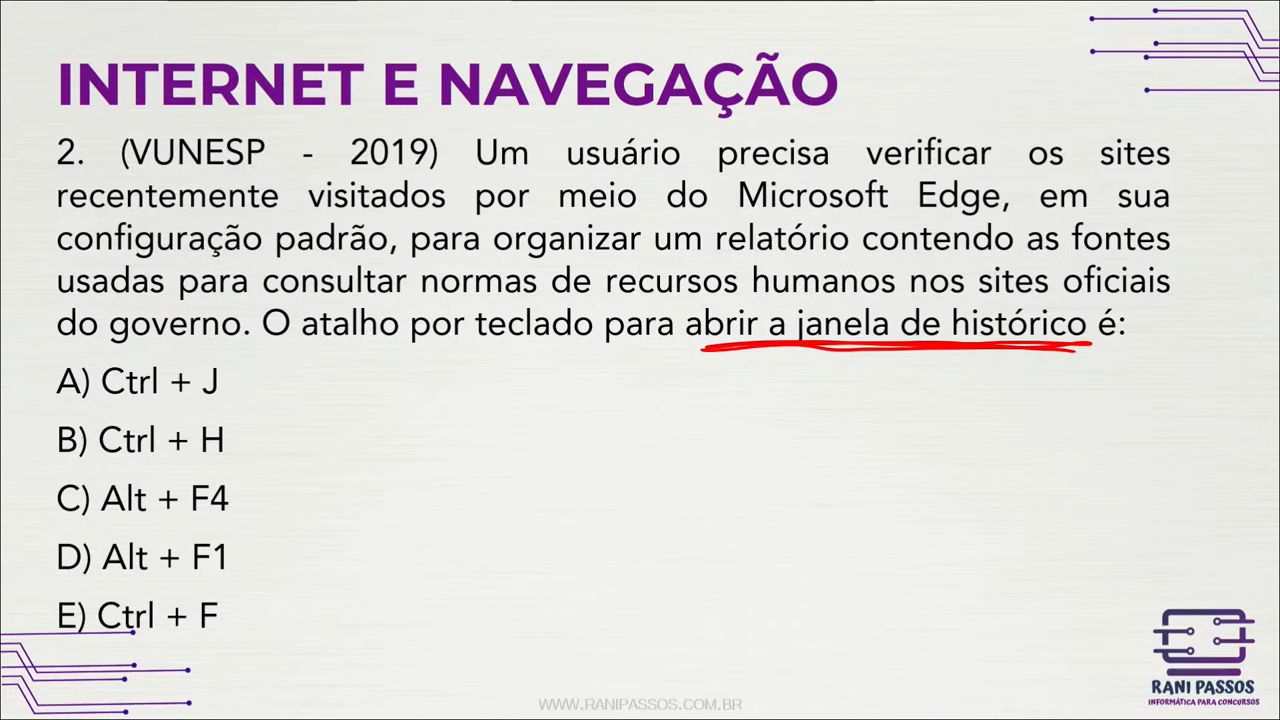 INTERNET E NAVEGAÇÃO
2. (VUNESP - 2019) Um usuário precisa verificar os sites
recentemente visitados por meio do Microsoft Edge, em sua
configuração padrão, para organizar um relatório contendo as fontes
usadas para consultar normas de recursos humanos nos sites oficiais
do governo. O atalho por teclado para abrir a janela de histórico é:
A) Ctrl + J
B) Ctrl + H
C) Alt + F4
D) Alt + F1
E) Ctrl + F
RANI PASSOS
INFORMÁTICA PARA CONCURSOS
WWW.RANIPASSOS.COM.BR